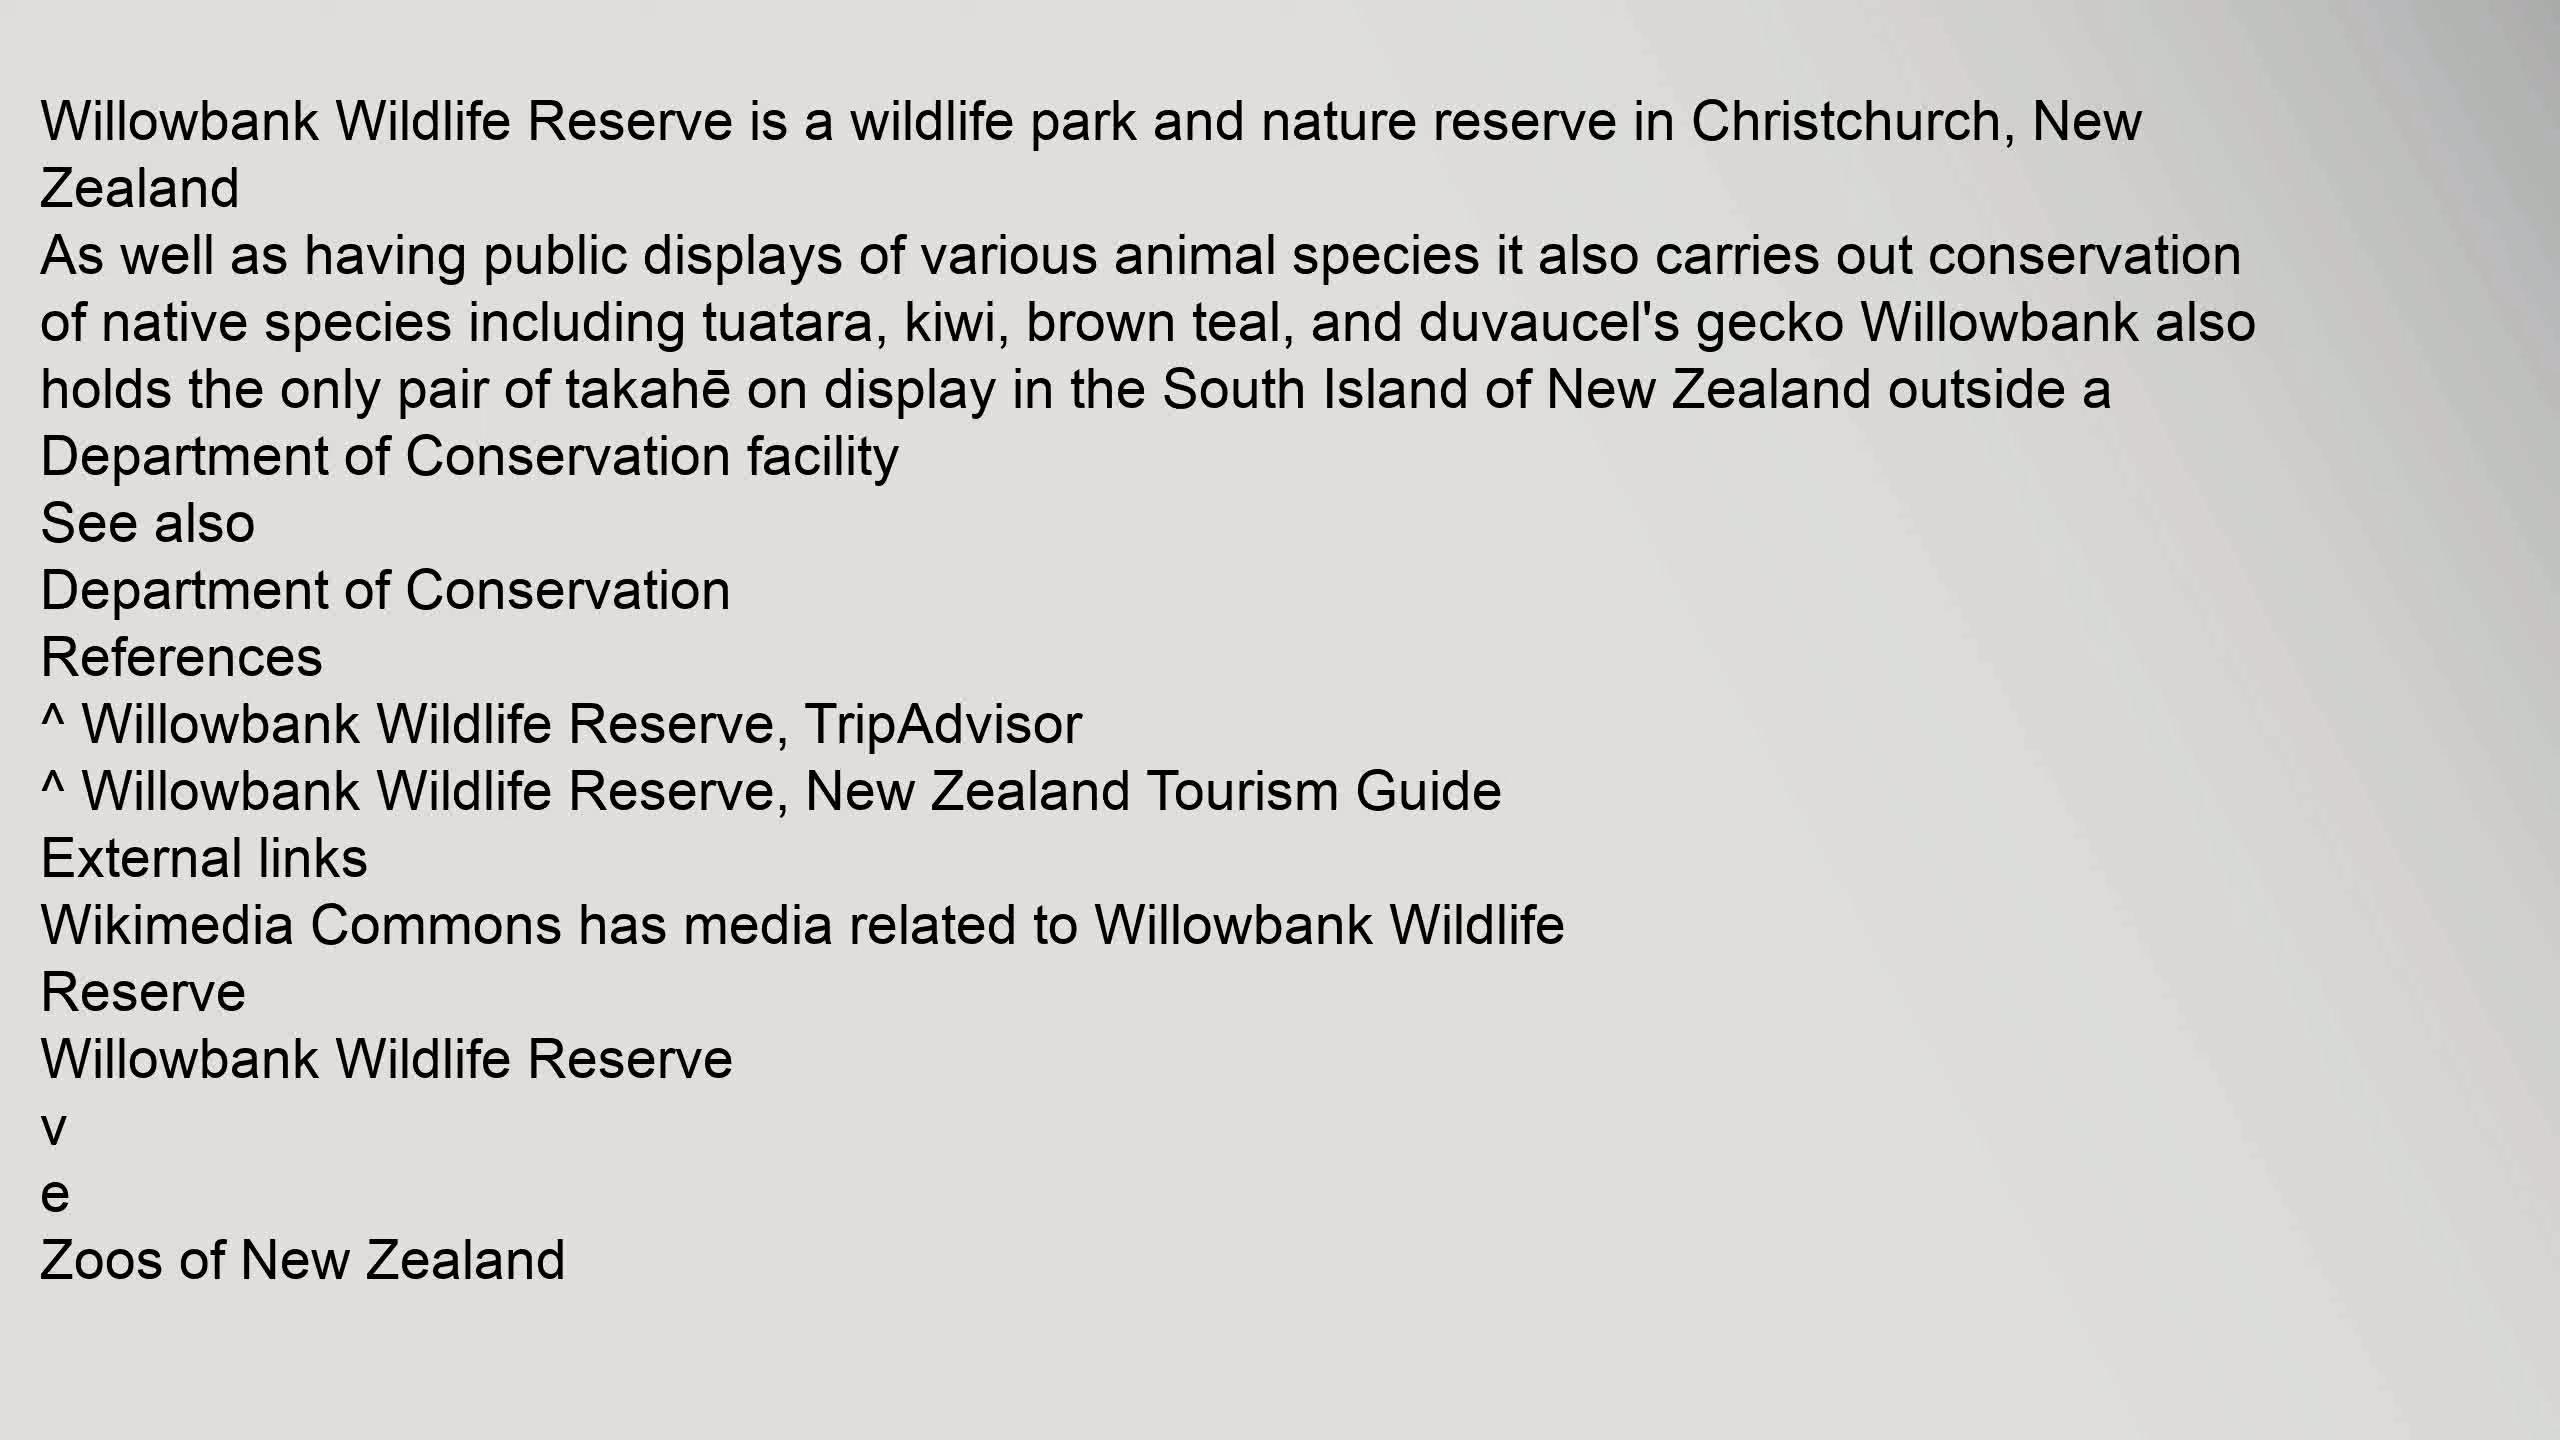 Willowbank Wildlife Reserve is a wildlife park and nature reserve in Christchurch, New
Zealand
As well as having public displays of various animal species it also carries out conservation
of native species including tuatara, kiwi, brown teal, and duvaucel's gecko Willowbank also
holds the only pair of takahē on display in the South Island of New Zealand outside a
Department of Conservation facility
See also
Department of Conservation
References
^ Willowbank Wildlife Reserve, TripAdvisor
^ Willowbank Wildlife Reserve, New Zealand Tourism Guide
External links
Wikimedia Commons has media related to Willowbank Wildlife
Reserve
Willowbank Wildlife Reserve
v
e
Zoos of New Zealand